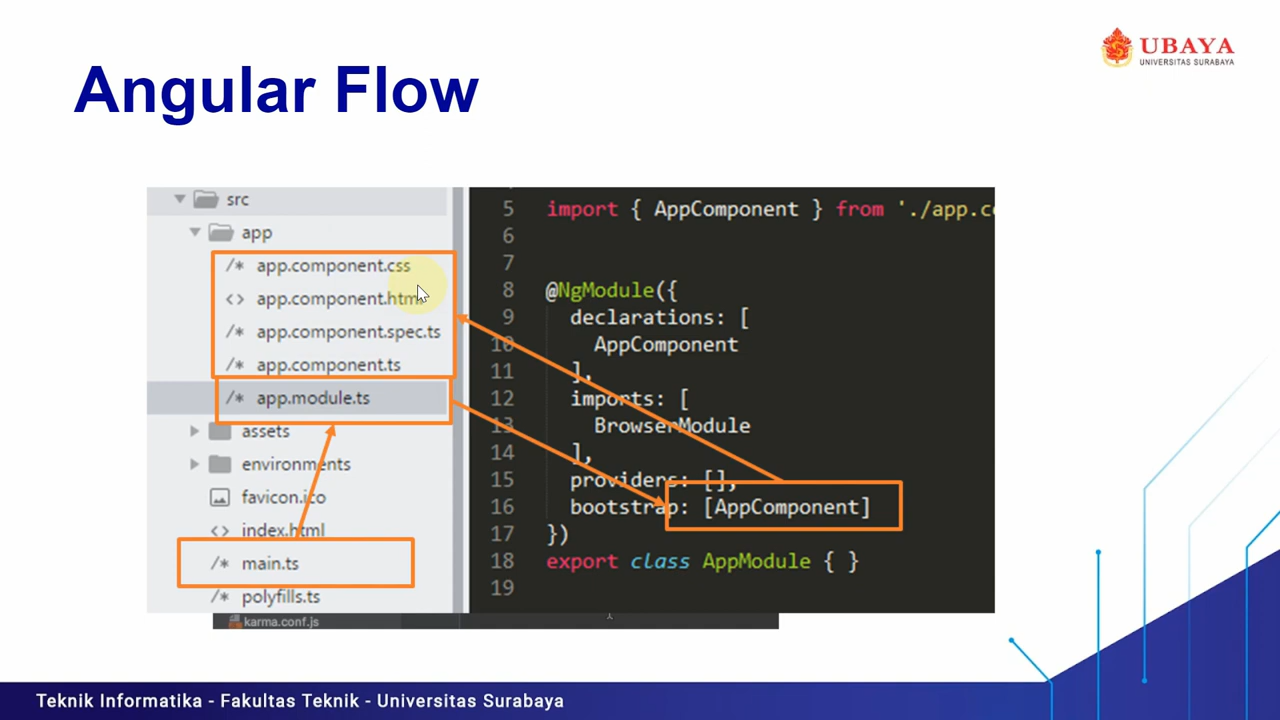 UBAYA
UNIVERSITAS SURABAYA
Angular Flow
src
app
/* app.component.css
<> app.component.html
/* app.component.spec.ts
/* app.component.ts
/* app.module.ts
assets
environments
favicon.ico
<> index.html
/* main.ts
/* polyfills.ts
karma.conf.js
5 import { AppComponent } from './app.c
6
7
8 @NgModule({
9 declarations: [
10 AppComponent
11 ],
12 imports: [
13 BrowserModule
14 ],
15 providers: [],
16 bootstrap: [AppComponent]
17 })
18 export class AppModule { }
19
Teknik Informatika - Fakultas Teknik - Universitas Surabaya